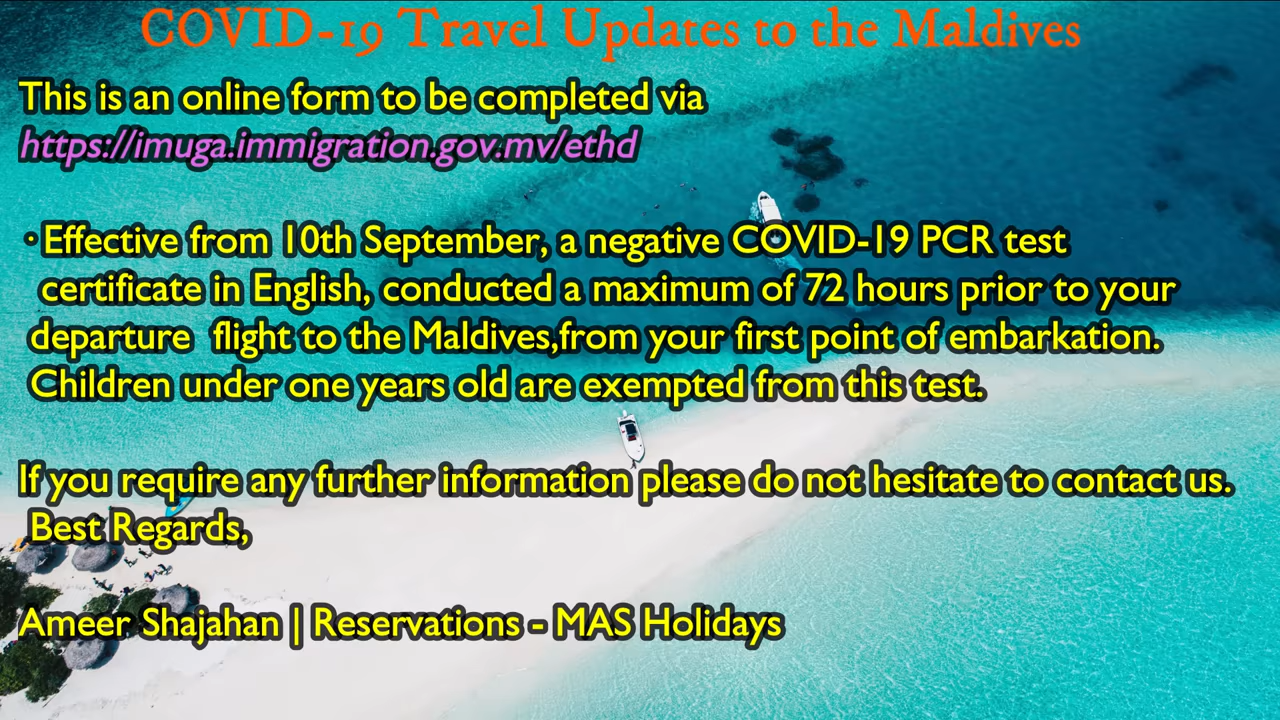 COVID-19 Travel Updates to the Maldives
This is an online form to be completed via
https://imuga.immigration.gov.mv/ethd
· Effective from 10th September, a negative COVID-19 PCR test
certificate in English, conducted a maximum of 72 hours prior to your
departure flight to the Maldives,from your first point of embarkation.
Children under one years old are exempted from this test.
If you require any further information please do not hesitate to contact us.
Best Regards,
Ameer Shajahan | Reservations - MAS Holidays